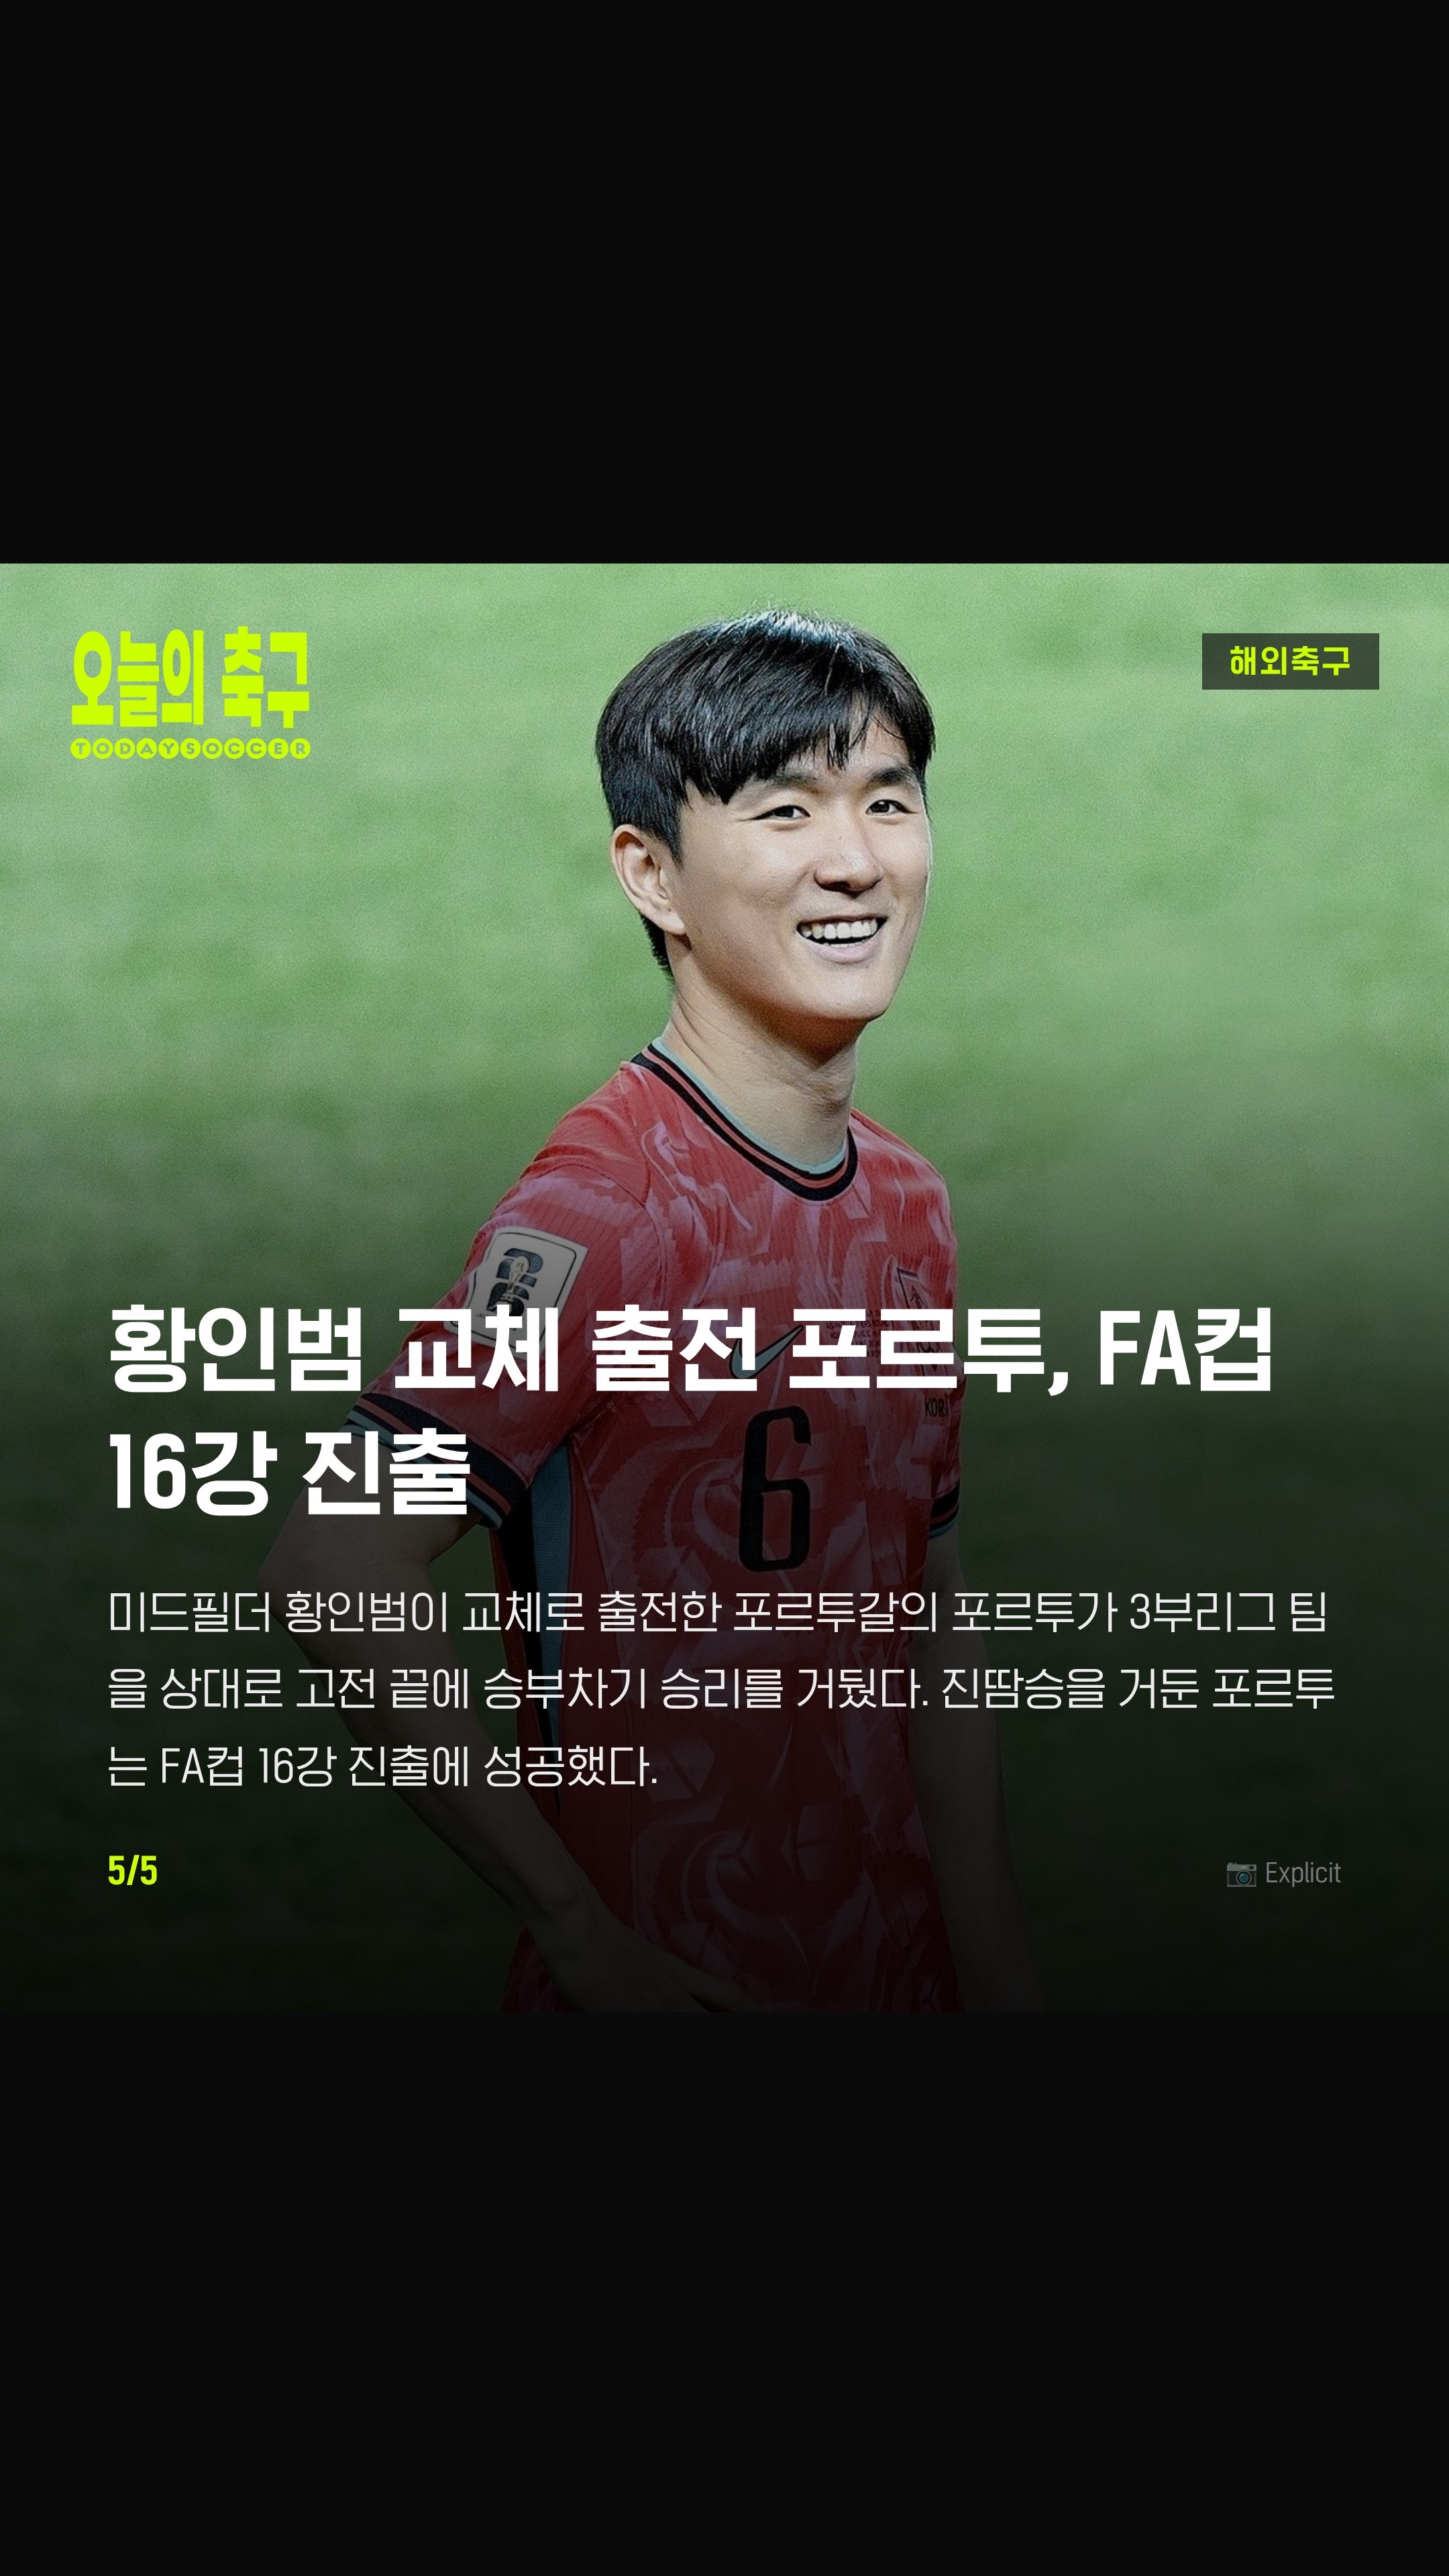 오늘의 축구
TODAYSOCCER
해외축구
황인범 교체 출전 포르투, FA컵
16강 진출
6
미드필더 황인범이 교체로 출전한 포르투갈의 포르투가 3부리그 팀
을 상대로 고전 끝에 승부차기 승리를 거뒀다. 진땀승을 거둔 포르투
는 FA컵 16강 진출에 성공했다.
5/5
📷 Explicit